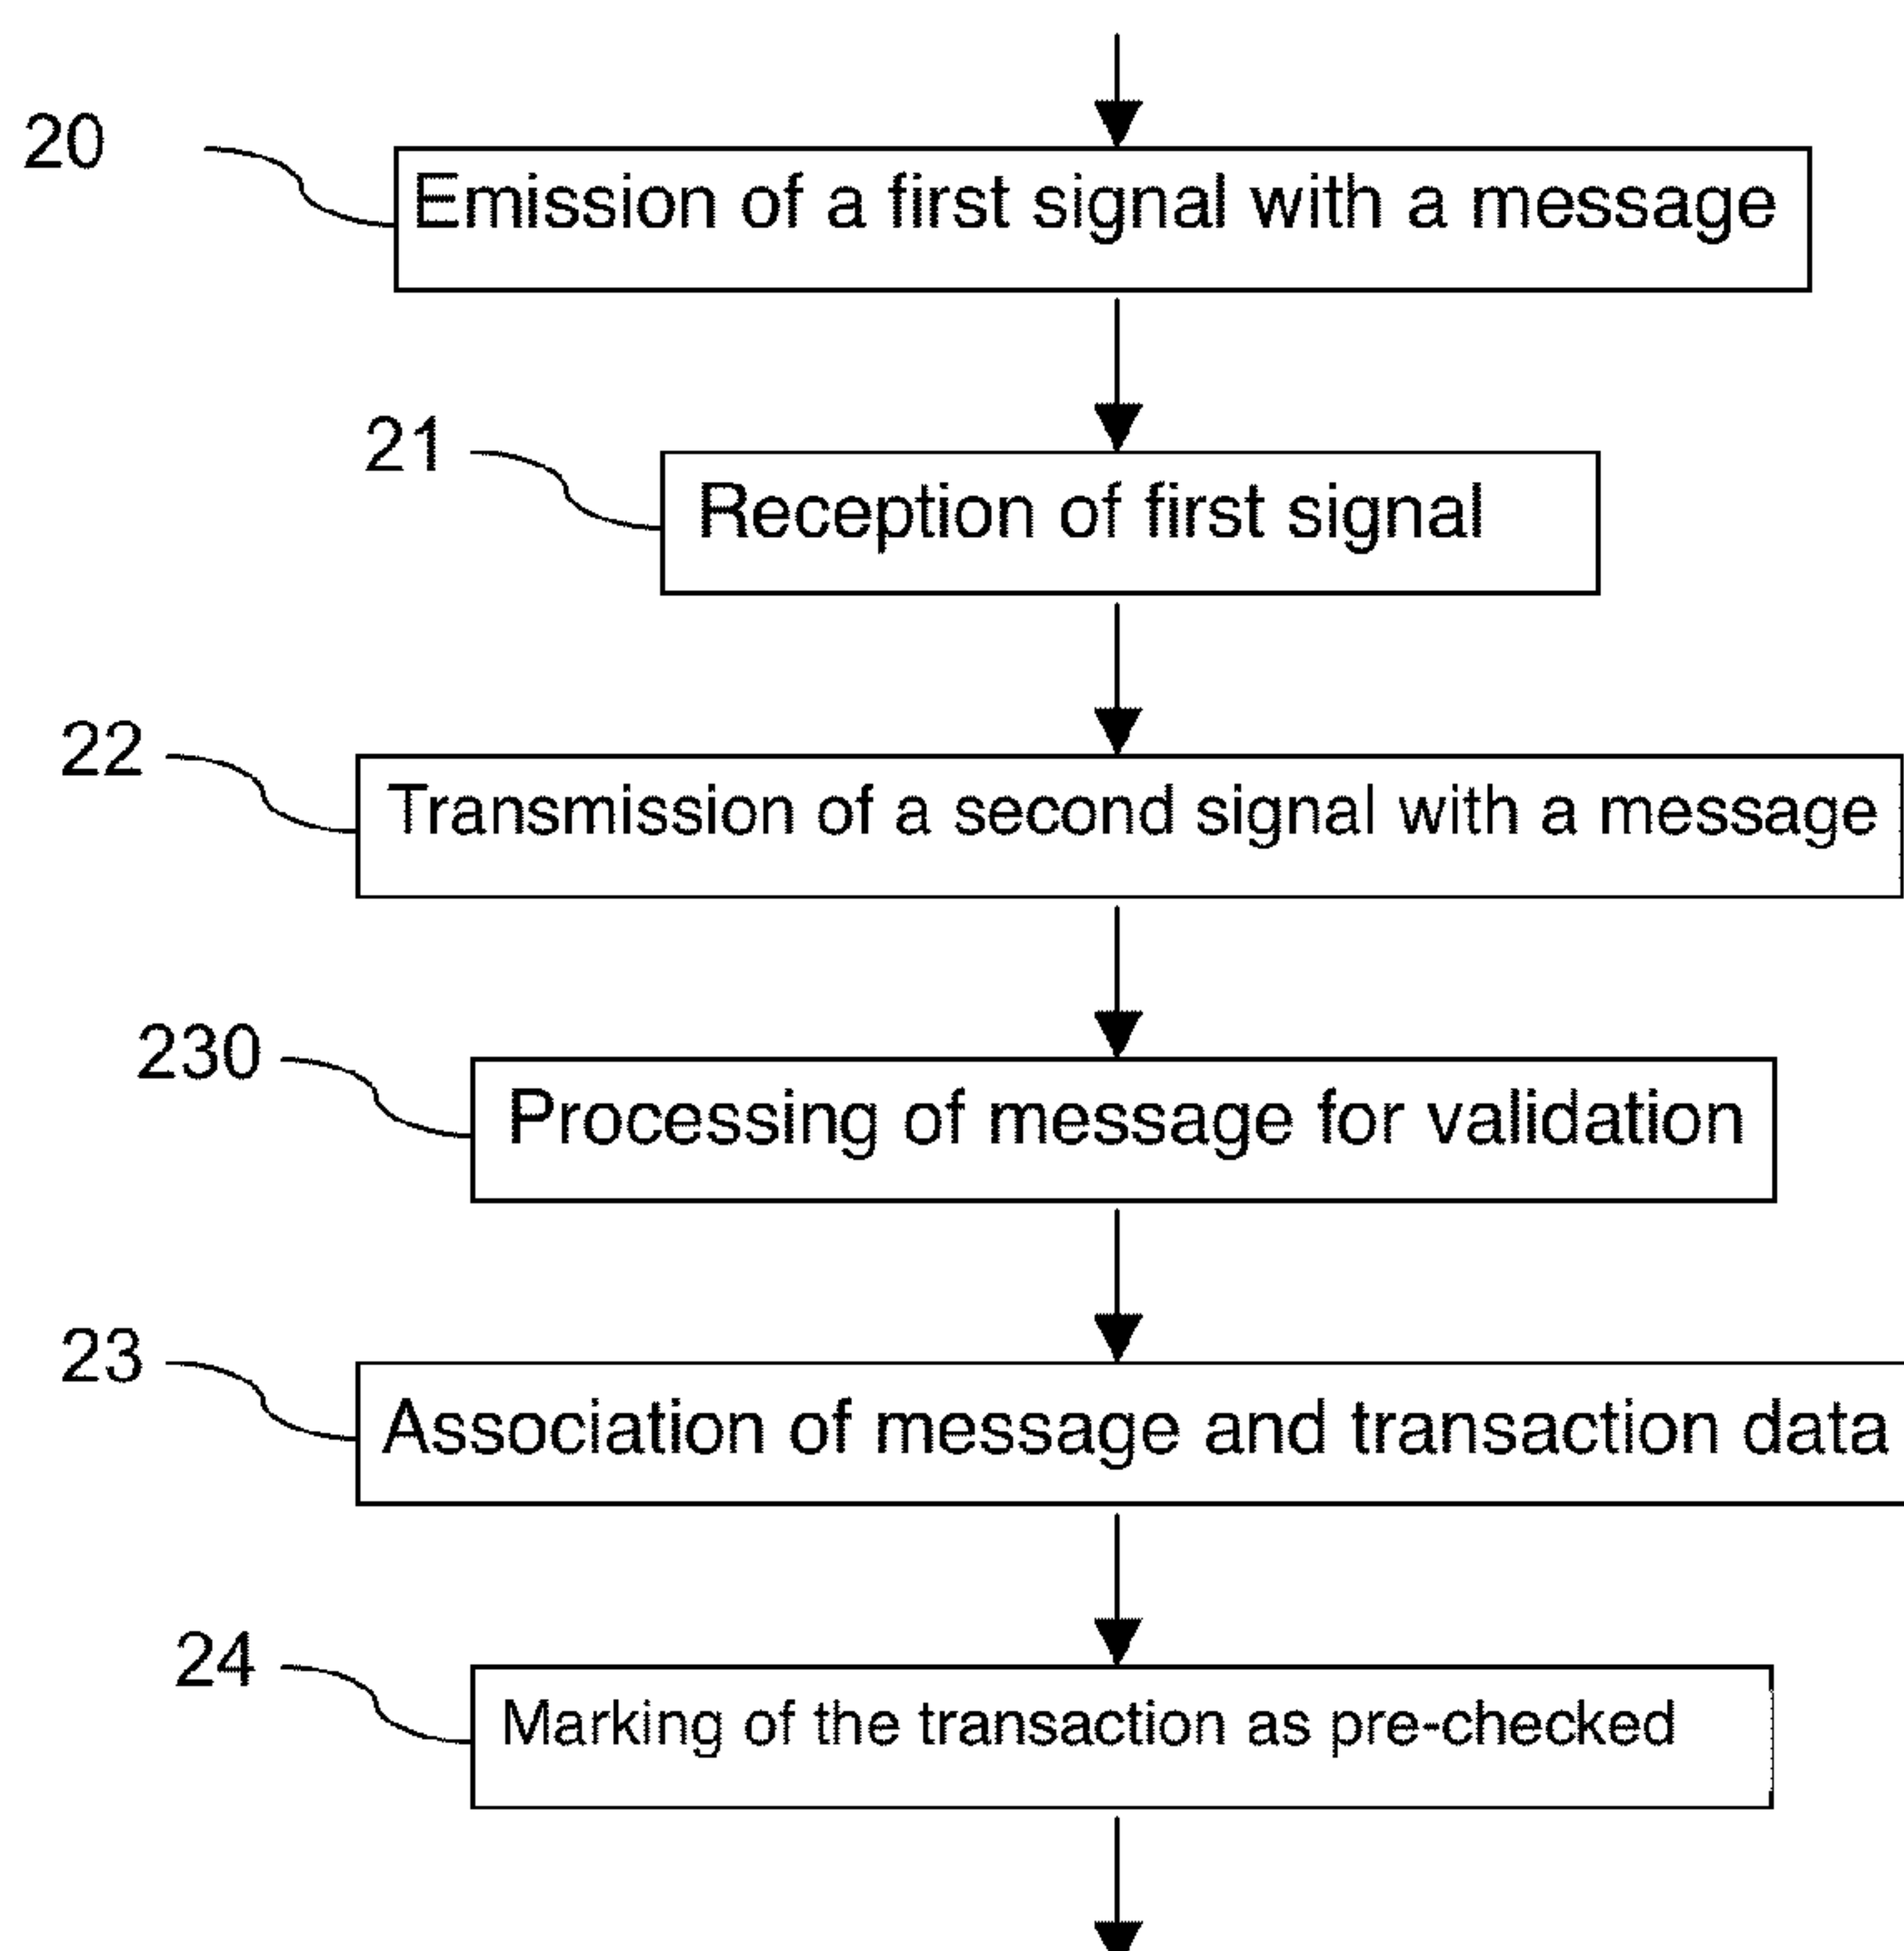 20
Emission of a first signal with a message
21
Reception of first signal
22
Transmission of a second signal with a message
230
Processing of message for validation
23
Association of message and transaction data
24
Marking of the transaction as pre-checked